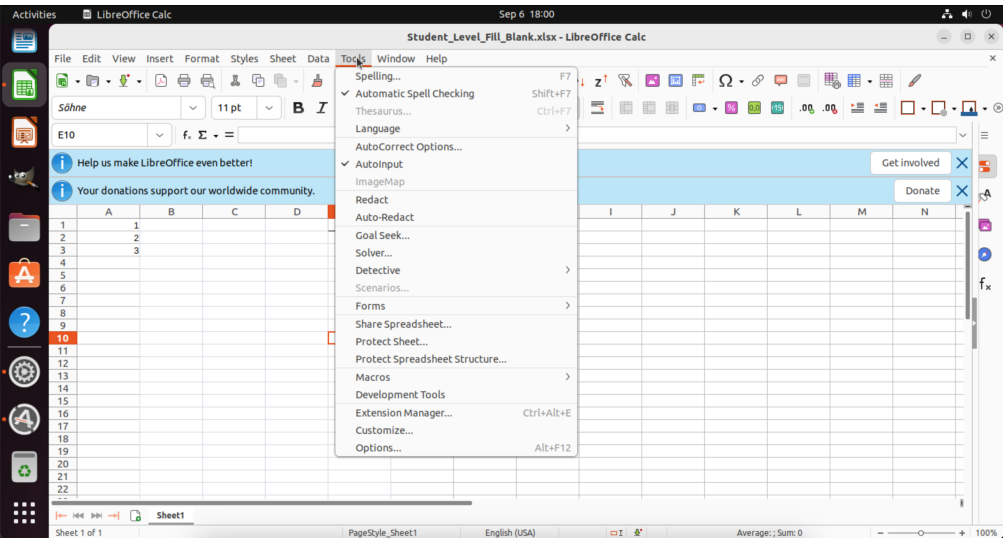 Activities
LibreOffice Calc
Sep 6 18:00
Student_Level_Fill_Blank.xlsx - LibreOffice Calc
File Edit View Insert Format Styles Sheet Data Tools Window Help
Söhne
11 pt
B I
E10
Help us make LibreOffice even better!
Get involved
Your donations support our worldwide community.
Donate
A B C D I J K L M N
1 1
2 2
3 3
4
5
6
7
8
9
10
11
12
13
14
15
16
17
18
19
20
21
22
Spelling... F7
Automatic Spell Checking Shift+F7
Thesaurus... Ctrl+F7
Language
AutoCorrect Options...
AutoInput
ImageMap
Redact
Auto-Redact
Goal Seek...
Solver...
Detective
Scenarios...
Forms
Share Spreadsheet...
Protect Sheet...
Protect Spreadsheet Structure...
Macros
Development Tools
Extension Manager... Ctrl+Alt+E
Customize...
Options... Alt+F12
Sheet1
Sheet 1 of 1
PageStyle_Sheet1
English (USA)
Average: ; Sum: 0
100%